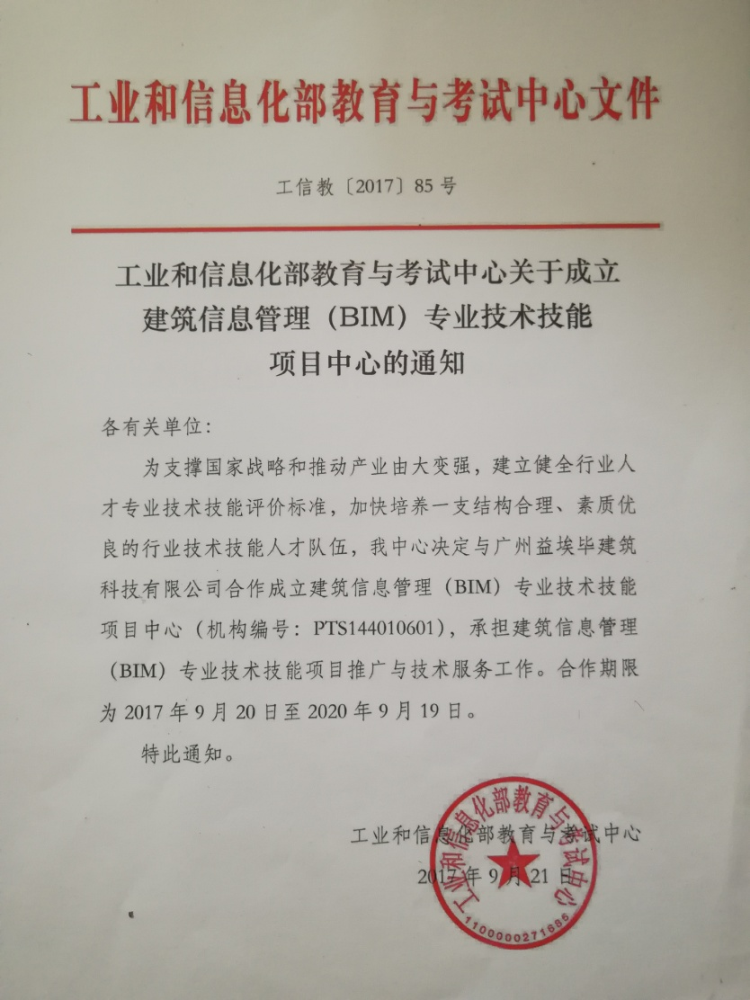 工业和信息化部教育与考试中心文件
工信教〔2017〕85 号
工业和信息化部教育与考试中心关于成立
建筑信息管理（BIM）专业技术技能
项目中心的通知
各有关单位：
为支撑国家战略和推动产业由大变强，建立健全行业人
才专业技术技能评价标准，加快培养一支结构合理、素质优
良的行业技术技能人才队伍，我中心决定与广州益埃毕建筑
科技有限公司合作成立建筑信息管理（BIM）专业技术技能
项目中心（机构编号：PTS144010601），承担建筑信息管理
（BIM）专业技术技能项目推广与技术服务工作。合作期限
为 2017 年 9 月 20 日至 2020 年 9 月 19 日。
特此通知。
工业和信息化部教育与考试中心
2017 年 9 月 21 日
工业和信息化部教育与考试中心
1100000271685